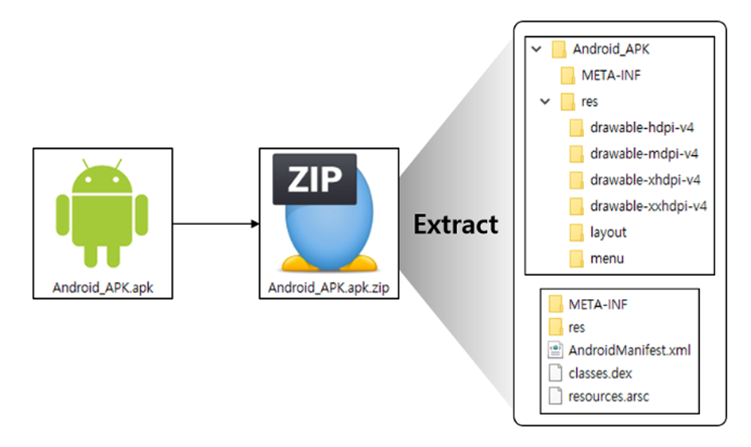 Android_APK.apk
ZIP
Android_APK.apk.zip
Extract
Android_APK
META-INF
res
drawable-hdpi-v4
drawable-mdpi-v4
drawable-xhdpi-v4
drawable-xxhdpi-v4
layout
menu
META-INF
res
AndroidManifest.xml
classes.dex
resources.arsc